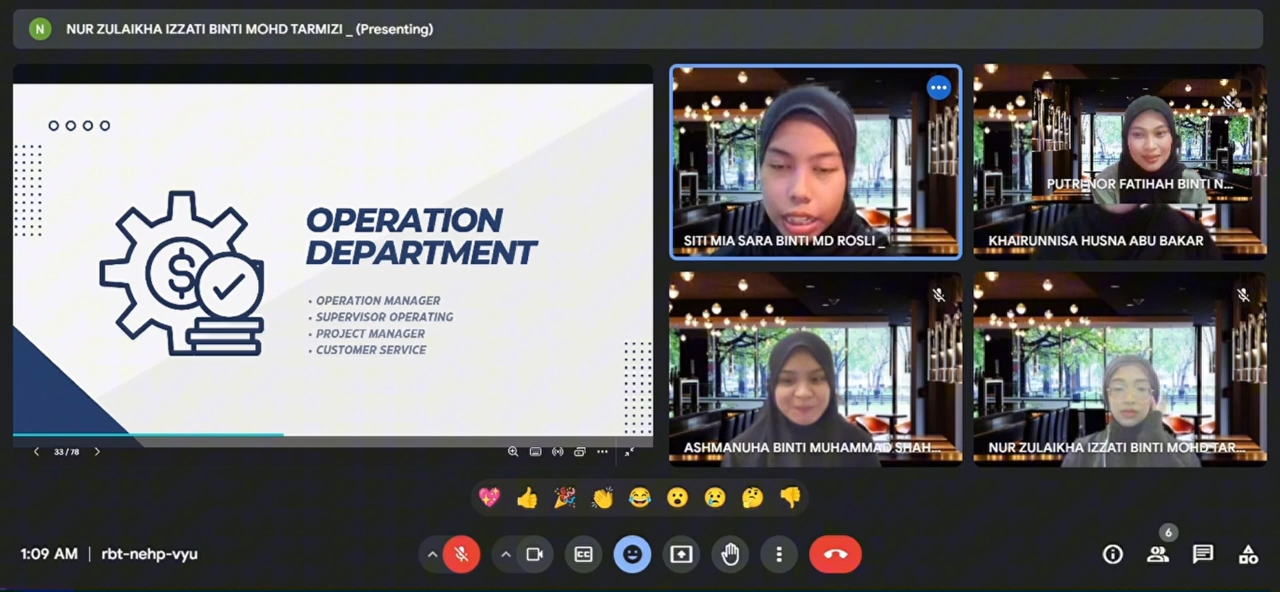 N NUR ZULAIKHA IZZATI BINTI MOHD TARMIZI _ (Presenting)
OPERATION
DEPARTMENT
• OPERATION MANAGER
• SUPERVISOR OPERATING
• PROJECT MANAGER
• CUSTOMER SERVICE
33 / 78
SITI MIA SARA BINTI MD ROSLI _
PUTRENOR FATIHAH BINTI N...
KHAIRUNNISA HUSNA ABU BAKAR
ASHMANUHA BINTI MUHAMMAD SHAH...
NUR ZULAIKHA IZZATI BINTI MOHD TAR...
1:09 AM | rbt-nehp-vyu
CC
6